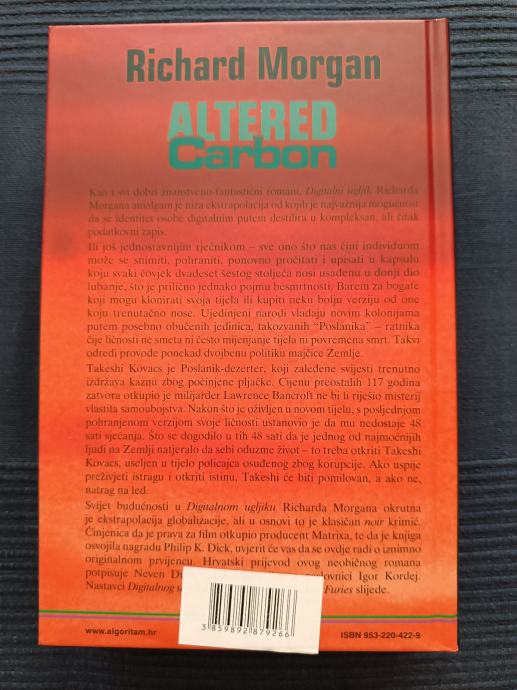 Richard Morgan
ALTERED
Carbon
Kao i svi dobri znanstveno-fantastični romani, Digitalni ugljik Richarda
Morgana amalgam je niza ekstrapolacija od kojih je najvažnija mogućnost
da se identitet osobe digitalnim putem destilira u kompleksan, ali čitak
podatkovni zapis.
Ili još jednostavnijim rječnikom – sve ono što nas čini individuom
može se snimiti, pohraniti, ponovno pročitati i upisati u kapsulu
koju svaki čovjek dvadeset šestog stoljeća nosi usađenu u donji dio
lubanje, što je prilično jednako pojmu besmrtnosti. Barem za bogate
koji mogu klonirati svoja tijela ili kupiti neku bolju verziju od one
koju trenutačno nose. Ujedinjeni narodi vladaju novim kolonijama
putem posebno obučenih jedinica, takozvanih "Poslanika" – ratnika
čije ličnosti ne smeta ni često mijenjanje tijela ni povremena smrt. Takvi
odredi provode ponekad dvojbenu politiku majčice Zemlje.
Takeshi Kovacs je Poslanik-dezerter, koji zaleđene svijesti trenutno
izdržava kaznu zbog počinjene pljačke. Cijenu preostalih 117 godina
zatvora otkupio je milijarder Lawrence Bancroft ne bi li riješio misterij
vlastita samoubojstva. Nakon što je oživljen u novom tijelu, s posljednjom
pohranjenom verzijom svoje ličnosti ustanovio je da mu nedostaje 48
sati sjećanja. Što se dogodilo u tih 48 sati da je jednog od najmoćnijih
ljudi na Zemlji natjeralo da sebi oduzme život – to treba otkriti Takeshi
Kovacs, useljen u tijelo policajca osuđenog zbog korupcije. Ako uspije
preživjeti istragu i otkriti istinu, Takeshi će biti pomilovan, a ako ne,
natrag na led.
Svijet budućnosti u Digitalnom ugljiku Richarda Morgana okrutna
je ekstrapolacija globalizacije, ali u osnovi to je klasičan noir krimić.
Činjenica da je prava za film otkupio producent Matrixa, te da je knjiga
osvojila nagradu Philip K. Dick, uvjerit će vas da se ovdje radi o iznimno
originalnom prvijencu. Hrvatski prijevod ovog neobičnog romana
potpisuje Neven Igor Kordej.
Nastavci Digitalnog Furies slijede.
3859892879266
www.algoritam.hr
ISBN 953-220-422-9